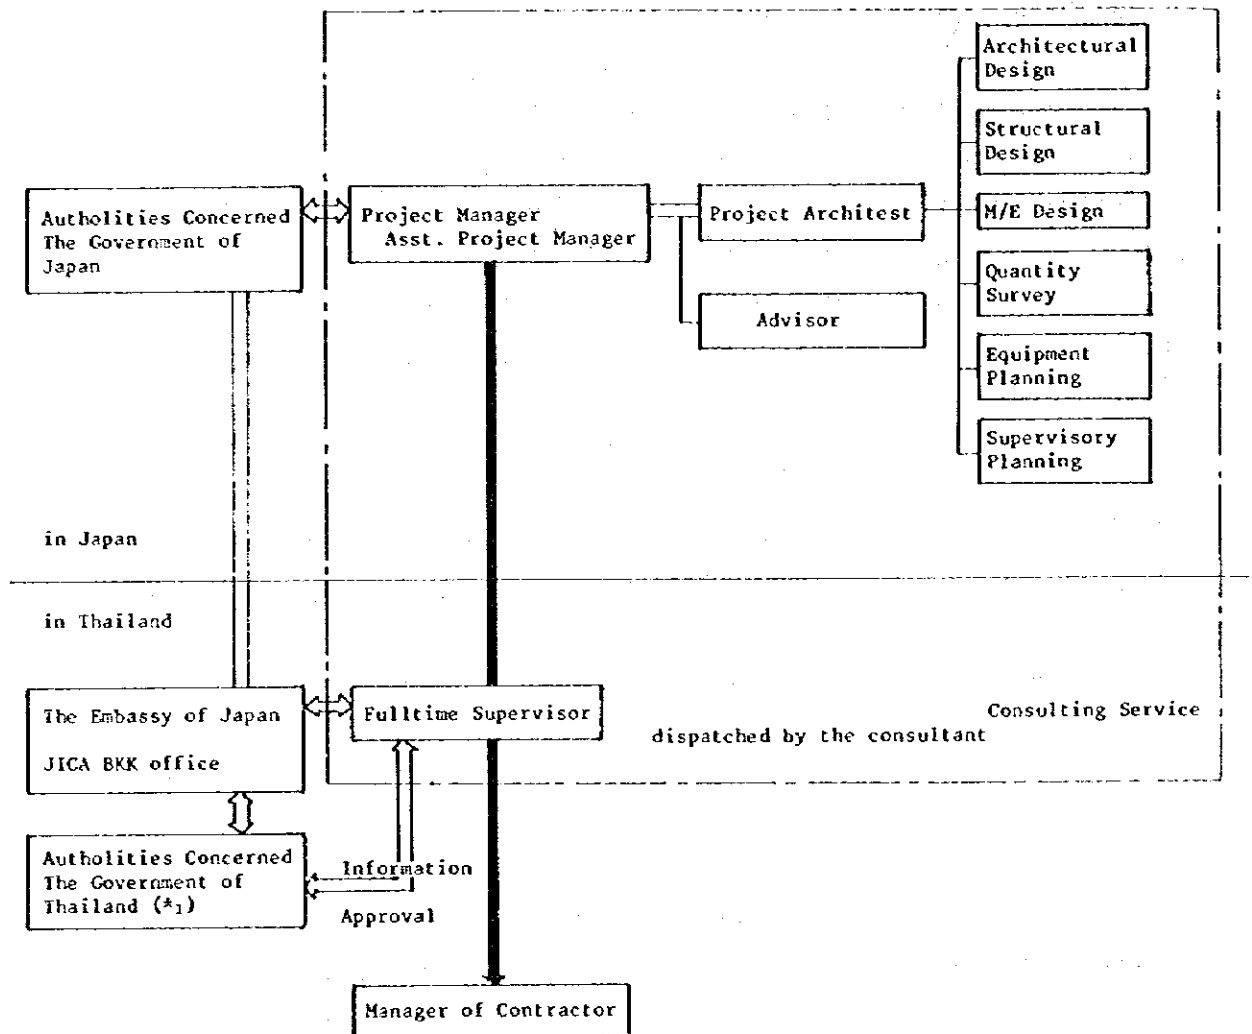 Architectural
Design
Structural
Design
Autholities Concerned
The Government of
Japan
Project Manager
Asst. Project Manager
Project Architest
M/E Design
Quantity
Survey
Advisor
Equipment
Planning
Supervisory
Planning
in Japan
in Thailand
The Embassy of Japan
JICA BKK office
Fulltime Supervisor
Consulting Service
dispatched by the consultant
Autholities Concerned
The Government of
Thailand (*1)
Information
Approval
Manager of Contractor